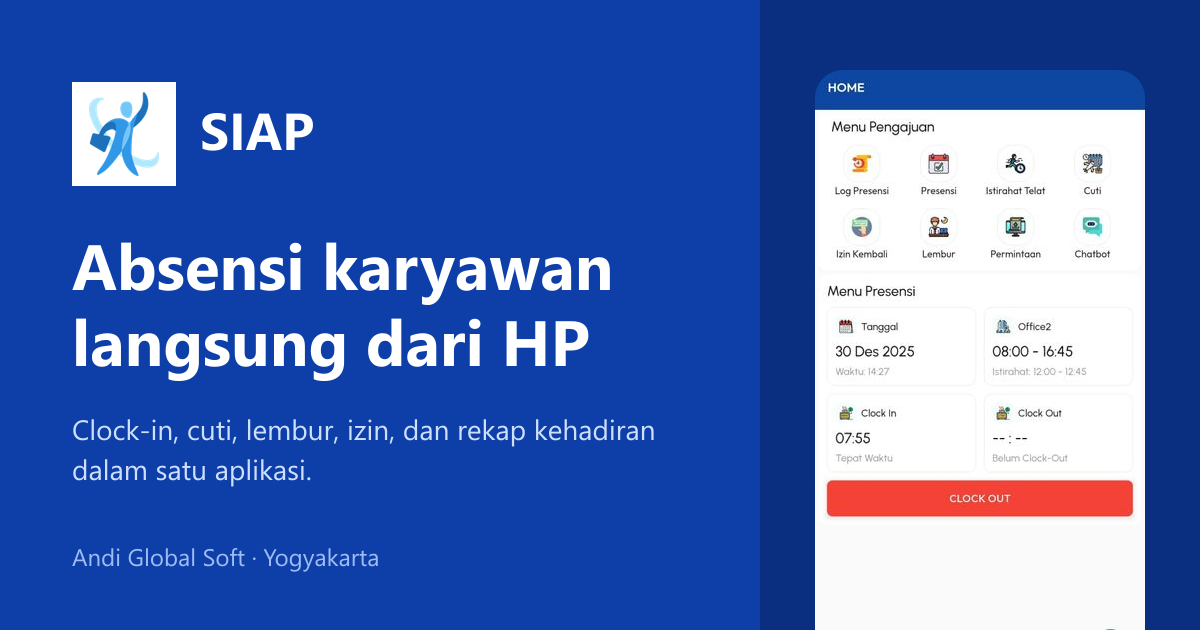 SIAP
Absensi karyawan
langsung dari HP
Clock-in, cuti, lembur, izin, dan rekap kehadiran
dalam satu aplikasi.
Andi Global Soft · Yogyakarta
HOME
Menu Pengajuan
Log Presensi
Presensi
Istirahat Telat
Cuti
Izin Kembali
Lembur
Permintaan
Chatbot
Menu Presensi
Tanggal
30 Des 2025
Waktu: 14:27
Office2
08:00 - 16:45
Istirahat: 12:00 - 12:45
Clock In
07:55
Tepat Waktu
Clock Out
-- : --
Belum Clock-Out
CLOCK OUT